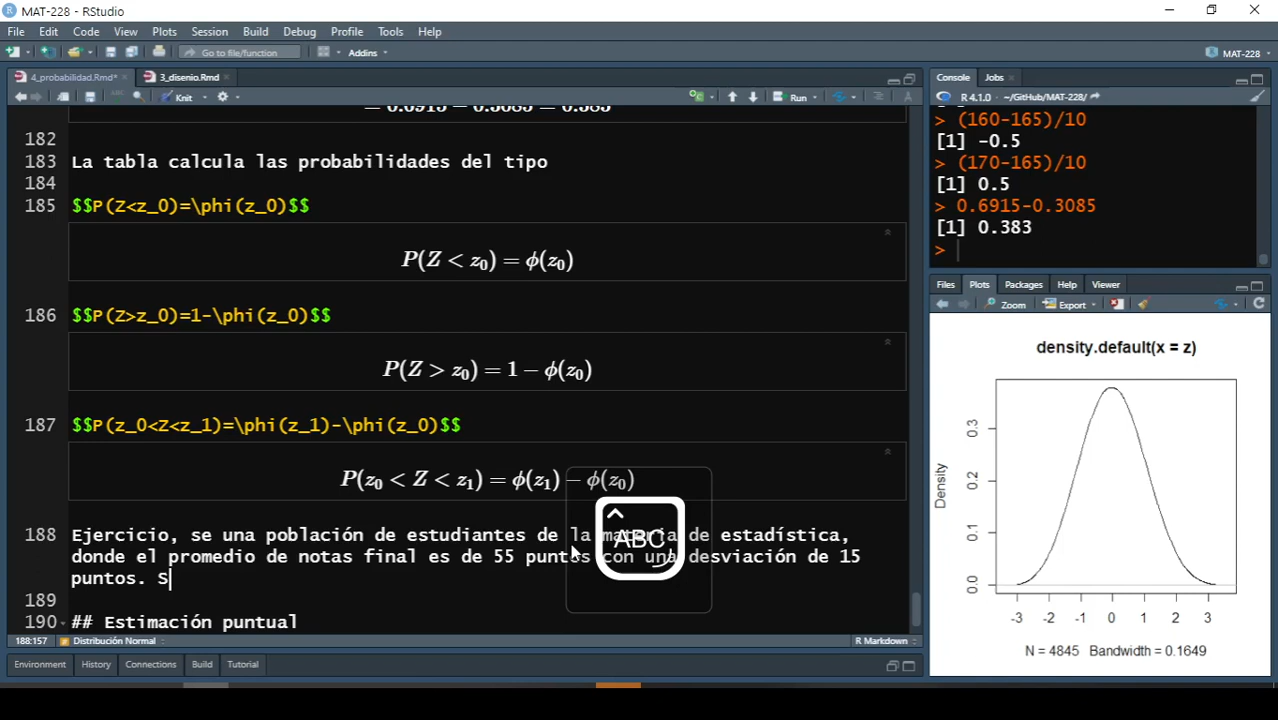 MAT-228 - RStudio
File Edit Code View Plots Session Build Debug Profile Tools Help
Go to file/function Addins MAT-228
4_probabilidad.Rmd* 3_disenio.Rmd
Knit Run
182
183 La tabla calcula las probabilidades del tipo
184
185 $$P(Z<z_0)=\phi(z_0)$$
P(Z < z₀) = ϕ(z₀)
186 $$P(Z>z_0)=1-\phi(z_0)$$
P(Z > z₀) = 1 − ϕ(z₀)
187 $$P(z_0<Z<z_1)=\phi(z_1)-\phi(z_0)$$
P(z₀ < Z < z₁) = ϕ(z₁) − ϕ(z₀)
188 Ejercicio, se una población de estudiantes de la materia de estadística,
donde el promedio de notas final es de 55 puntos con una desviación de 15
puntos. S
ABC
189
190 ## Estimación puntual
188:157 Distribución Normal R Markdown
Environment History Connections Build Tutorial
Console Jobs
R 4.1.0 · ~/GitHub/MAT-228/
> (160-165)/10
[1] -0.5
> (170-165)/10
[1] 0.5
> 0.6915-0.3085
[1] 0.383
>
Files Plots Packages Help Viewer
Zoom Export
density.default(x = z)
Density
0.3
0.2
0.1
0.0
-3 -2 -1 0 1 2 3
N = 4845 Bandwidth = 0.1649